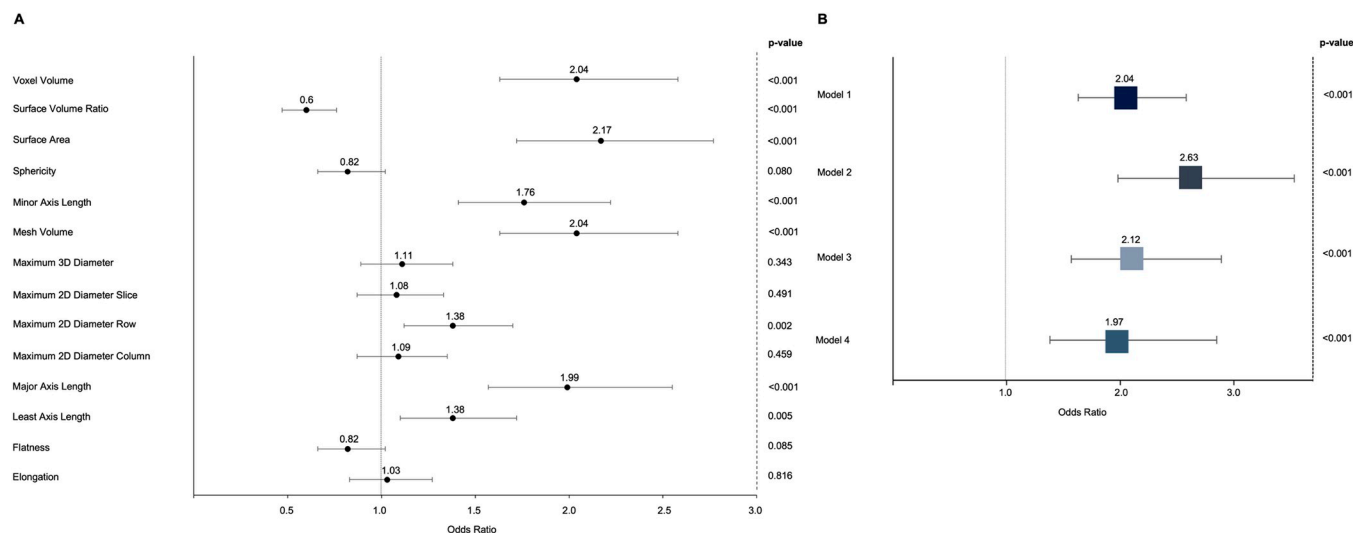 A
p-value
Voxel Volume 2.04 <0.001
Surface Volume Ratio 0.6 <0.001
Surface Area 2.17 <0.001
Sphericity 0.82 0.080
Minor Axis Length 1.76 <0.001
Mesh Volume 2.04 <0.001
Maximum 3D Diameter 1.11 0.343
Maximum 2D Diameter Slice 1.08 0.491
Maximum 2D Diameter Row 1.38 0.002
Maximum 2D Diameter Column 1.09 0.459
Major Axis Length 1.99 <0.001
Least Axis Length 1.38 0.005
Flatness 0.82 0.085
Elongation 1.03 0.816
0.5 1.0 1.5 2.0 2.5 3.0
Odds Ratio
B
p-value
Model 1 2.04 <0.001
Model 2 2.63 <0.001
Model 3 2.12 <0.001
Model 4 1.97 <0.001
1.0 2.0 3.0
Odds Ratio